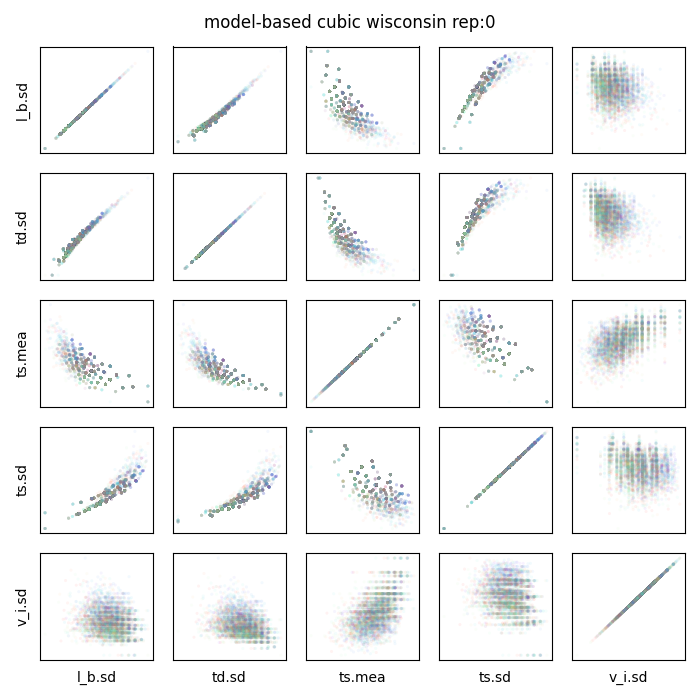 model-based cubic wisconsin rep:0
l_b.sd
td.sd
ts.mea
ts.sd
v_i.sd
l_b.sd
td.sd
ts.mea
ts.sd
v_i.sd